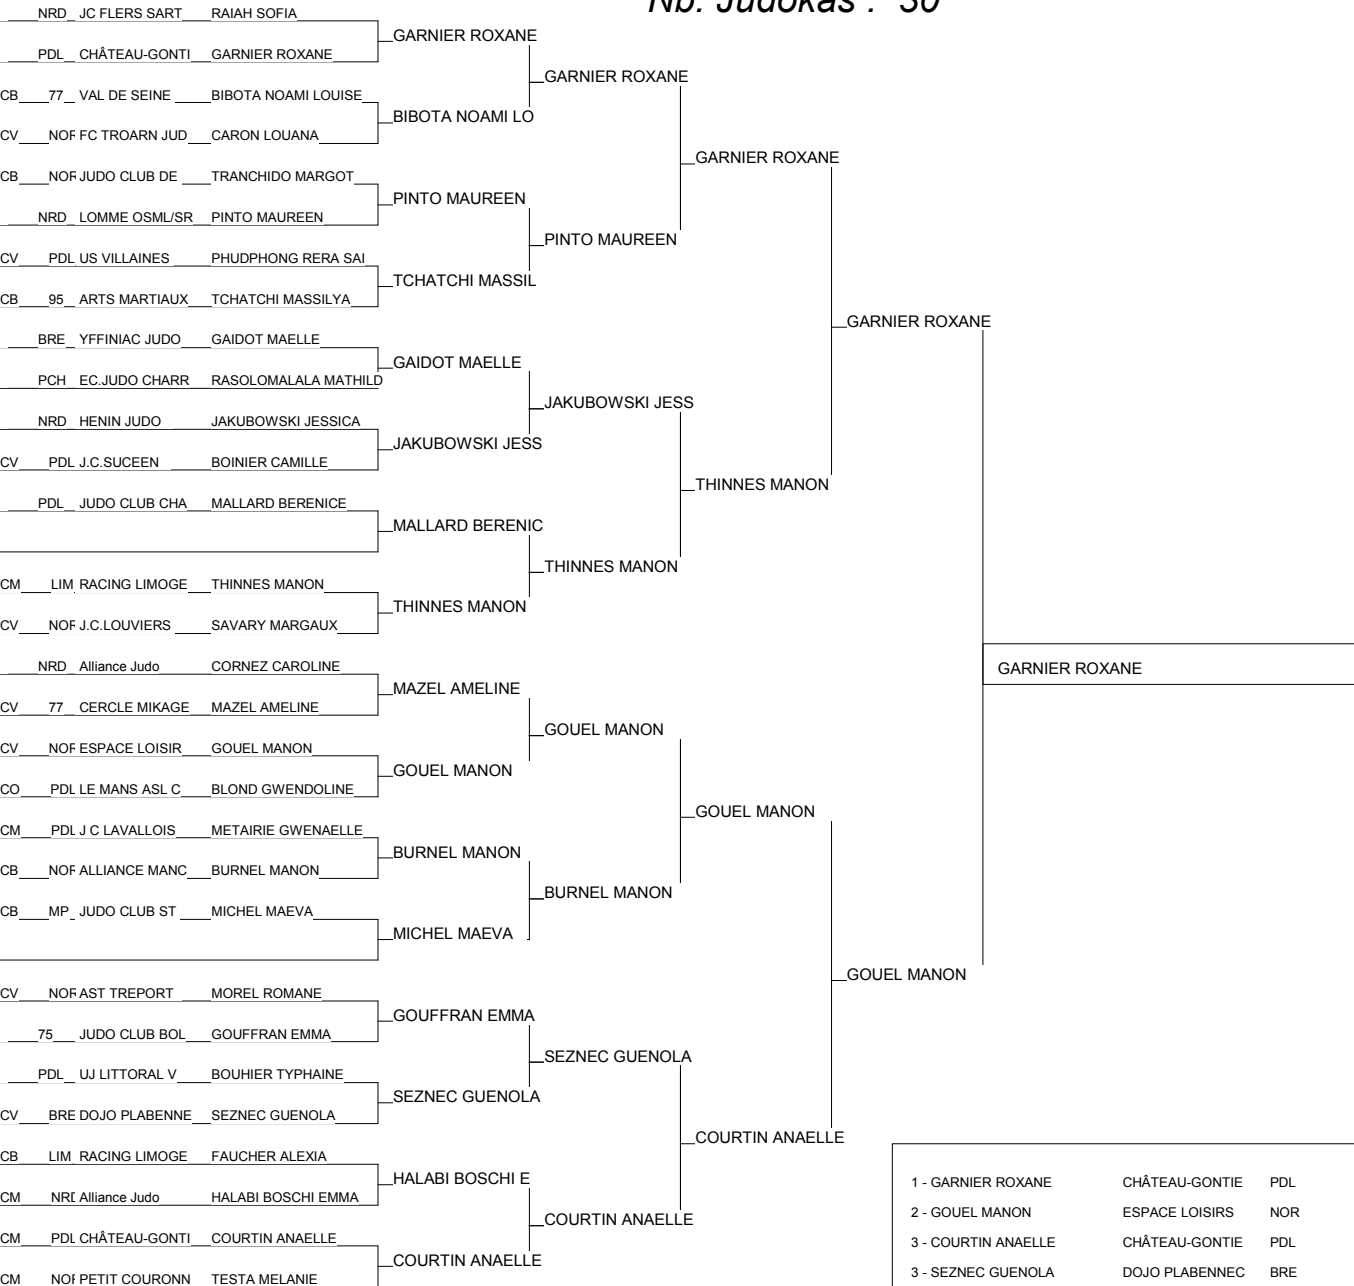 Nb. Judokas : 30
NRD JC FLERS SART RAIAH SOFIA
GARNIER ROXANE
PDL CHÂTEAU-GONTI GARNIER ROXANE
GARNIER ROXANE
CB 77 VAL DE SEINE BIBOTA NOAMI LOUISE
BIBOTA NOAMI LO
CV NOR FC TROARN JUD CARON LOUANA
GARNIER ROXANE
CB NOR JUDO CLUB DE TRANCHIDO MARGOT
PINTO MAUREEN
NRD LOMME OSML/SR PINTO MAUREEN
PINTO MAUREEN
CV PDL US VILLAINES PHUDPHONG RERA SAI
TCHATCHI MASSIL
CB 95 ARTS MARTIAUX TCHATCHI MASSILYA
GARNIER ROXANE
BRE YFFINIAC JUDO GAIDOT MAELLE
GAIDOT MAELLE
PCH EC.JUDO CHARR RASOLOMALALA MATHILD
JAKUBOWSKI JESS
NRD HENIN JUDO JAKUBOWSKI JESSICA
JAKUBOWSKI JESS
CV PDL J.C.SUCEEN BOINIER CAMILLE
THINNES MANON
PDL JUDO CLUB CHA MALLARD BERENICE
MALLARD BERENIC
THINNES MANON
CM LIM RACING LIMOGE THINNES MANON
THINNES MANON
CV NOR J.C.LOUVIERS SAVARY MARGAUX
GARNIER ROXANE
NRD Alliance Judo CORNEZ CAROLINE
MAZEL AMELINE
CV 77 CERCLE MIKAGE MAZEL AMELINE
GOUEL MANON
CV NOR ESPACE LOISIR GOUEL MANON
GOUEL MANON
CO PDL LE MANS ASL C BLOND GWENDOLINE
GOUEL MANON
CM PDL J C LAVALLOIS METAIRIE GWENAELLE
BURNEL MANON
CB NOR ALLIANCE MANC BURNEL MANON
BURNEL MANON
CB MP JUDO CLUB ST MICHEL MAEVA
MICHEL MAEVA
GOUEL MANON
CV NOR AST TREPORT MOREL ROMANE
GOUFFRAN EMMA
75 JUDO CLUB BOL GOUFFRAN EMMA
SEZNEC GUENOLA
PDL UJ LITTORAL V BOUHIER TYPHAINE
SEZNEC GUENOLA
CV BRE DOJO PLABENNE SEZNEC GUENOLA
COURTIN ANAELLE
CB LIM RACING LIMOGE FAUCHER ALEXIA
HALABI BOSCHI E
CM NRD Alliance Judo HALABI BOSCHI EMMA
COURTIN ANAELLE
CM PDL CHÂTEAU-GONTI COURTIN ANAELLE
COURTIN ANAELLE
CM NOR PETIT COURONN TESTA MELANIE
1 - GARNIER ROXANE CHÂTEAU-GONTIE PDL
2 - GOUEL MANON ESPACE LOISIRS NOR
3 - COURTIN ANAELLE CHÂTEAU-GONTIE PDL
3 - SEZNEC GUENOLA DOJO PLABENNEC BRE